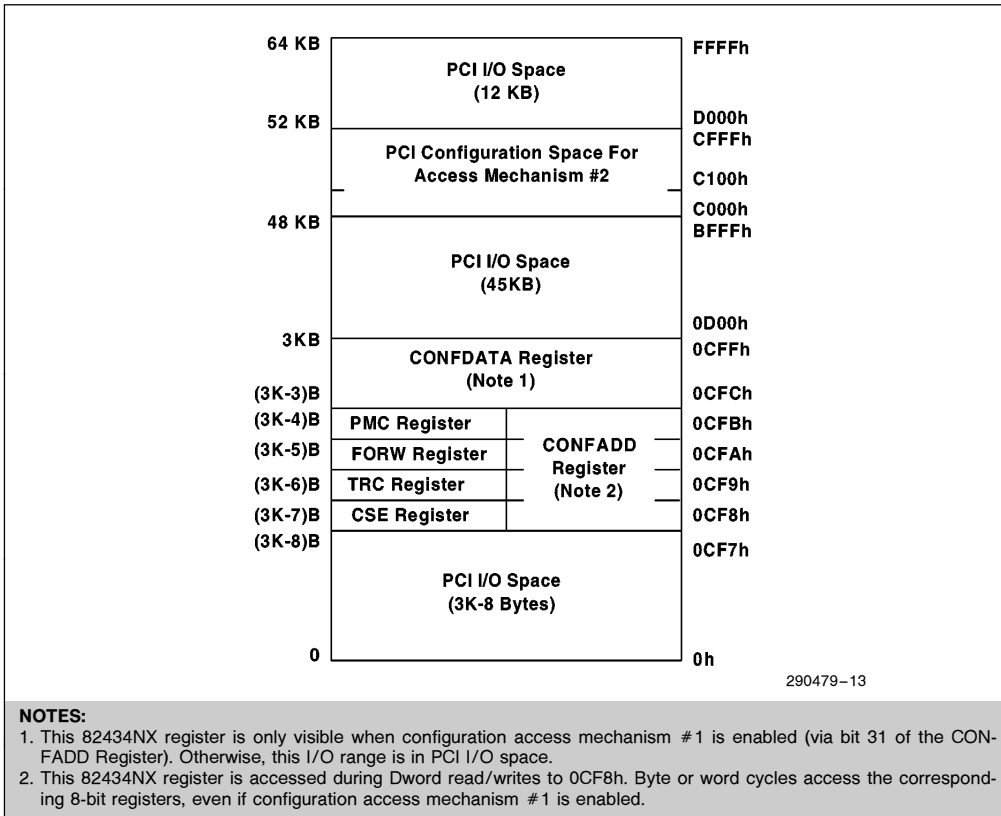 64 KB
FFFFh
PCI I/O Space
(12 KB)
D000h
52 KB
CFFFh
PCI Configuration Space For
Access Mechanism #2
C100h
C000h
48 KB
BFFFh
PCI I/O Space
(45KB)
0D00h
3KB
0CFFh
CONFDATA Register
(Note 1)
(3K-3)B
0CFCh
(3K-4)B
PMC Register
0CFBh
CONFADD
Register
(Note 2)
(3K-5)B
FORW Register
0CFAh
(3K-6)B
TRC Register
0CF9h
(3K-7)B
CSE Register
0CF8h
(3K-8)B
0CF7h
PCI I/O Space
(3K-8 Bytes)
0
0h
290479–13
NOTES:
1. This 82434NX register is only visible when configuration access mechanism #1 is enabled (via bit 31 of the CON-
FADD Register). Otherwise, this I/O range is in PCI I/O space.
2. This 82434NX register is accessed during Dword read/writes to 0CF8h. Byte or word cycles access the correspond-
ing 8-bit registers, even if configuration access mechanism #1 is enabled.